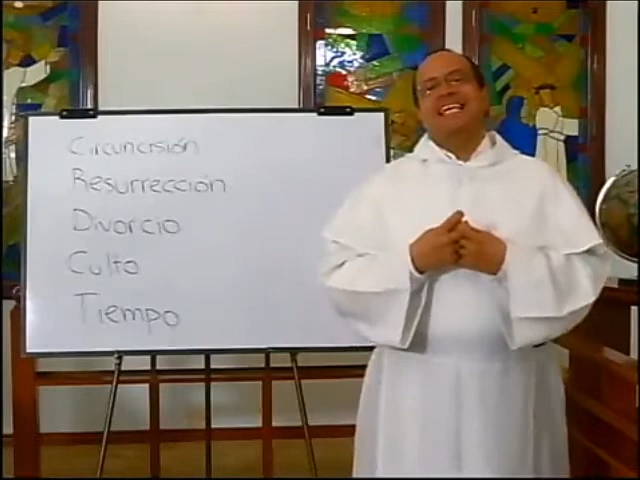 Circuncisión
Resurrección
Divorcio
Culto
Tiempo